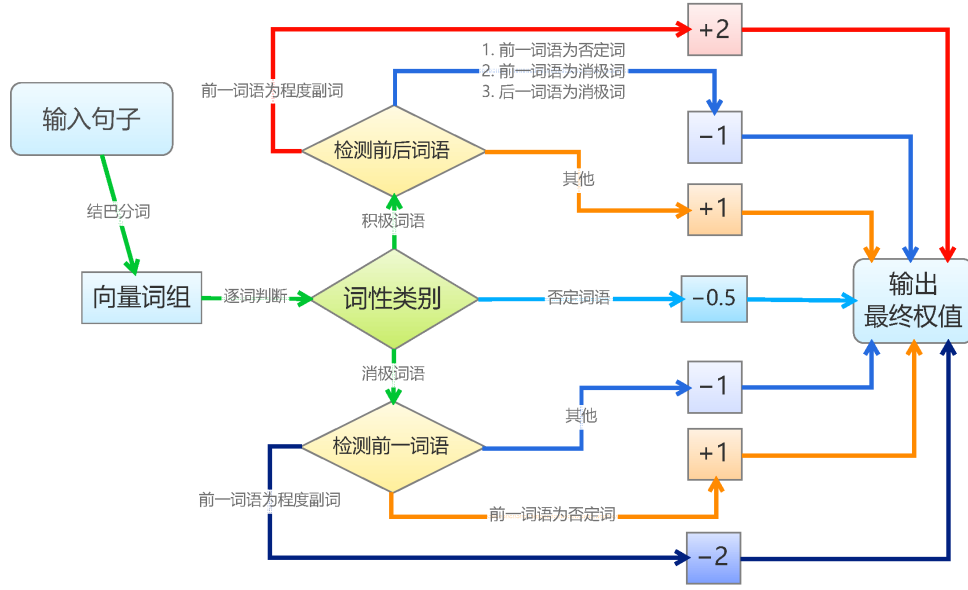 +2
1. 前一词语为否定词
2. 前一词语为消极词
3. 后一词语为消极词
前一词语为程度副词
输入句子
检测前后词语
−1
其他
+1
结巴分词
积极词语
向量词组
逐词判断
词性类别
否定词语
−0.5
输出
最终权值
消极词语
−1
其他
检测前一词语
+1
前一词语为程度副词
前一词语为否定词
−2